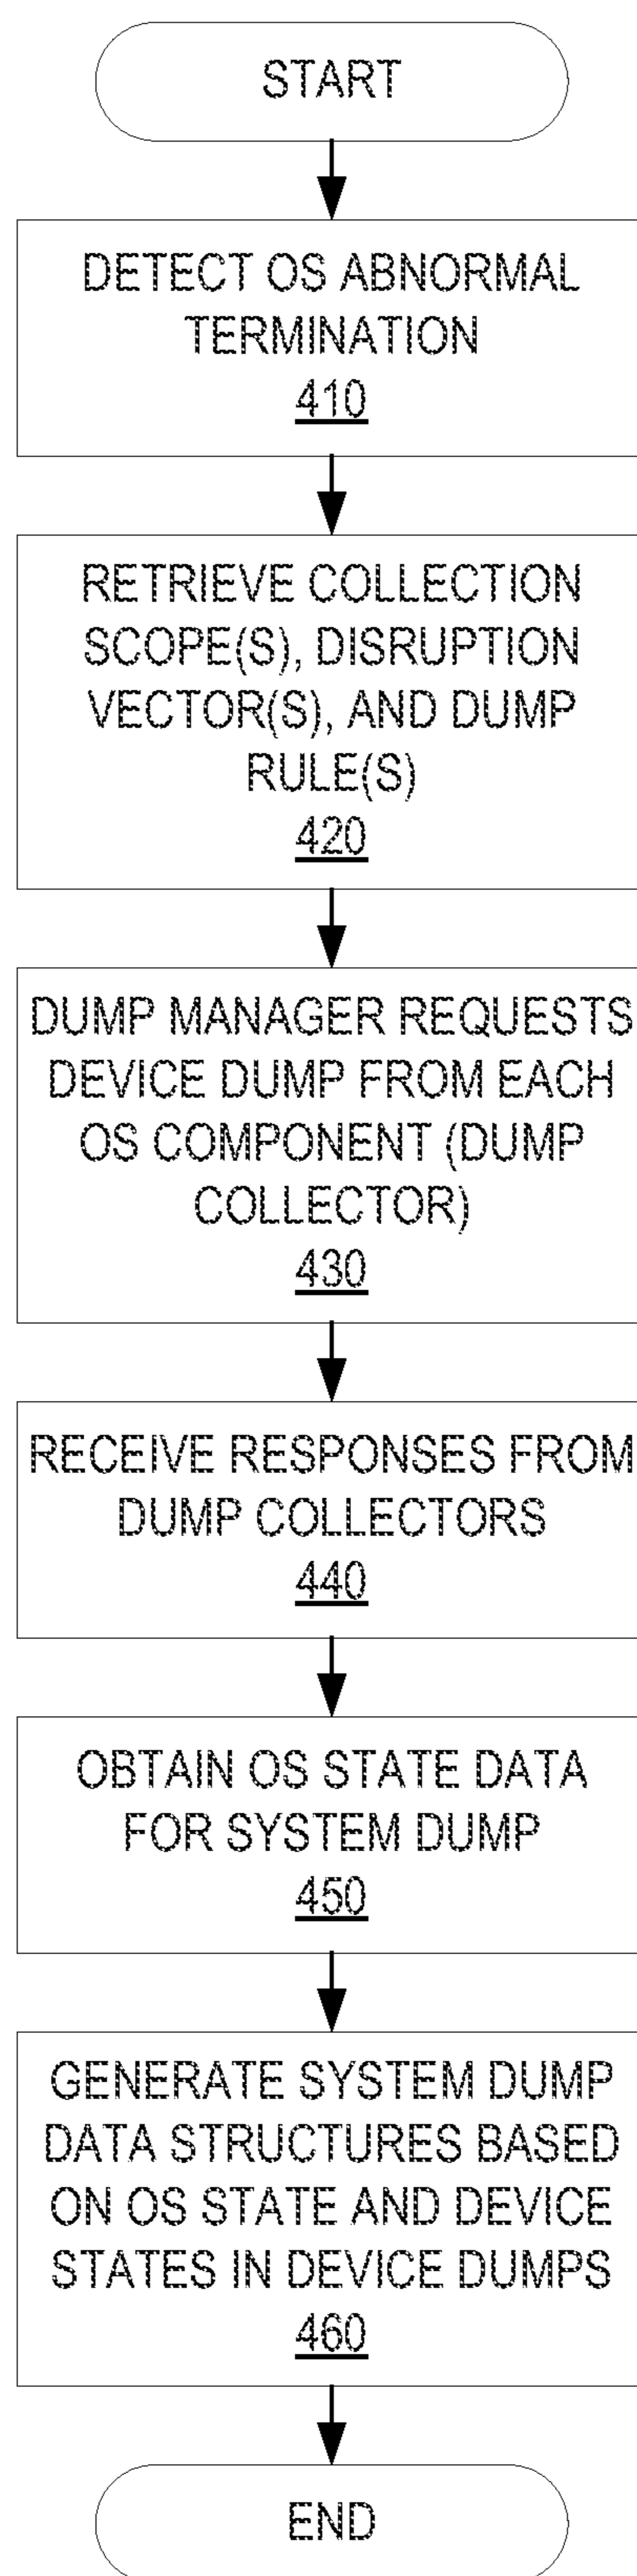 START
DETECT OS ABNORMAL
TERMINATION
410
RETRIEVE COLLECTION
SCOPE(S), DISRUPTION
VECTOR(S), AND DUMP
RULE(S)
420
DUMP MANAGER REQUESTS
DEVICE DUMP FROM EACH
OS COMPONENT (DUMP
COLLECTOR)
430
RECEIVE RESPONSES FROM
DUMP COLLECTORS
440
OBTAIN OS STATE DATA
FOR SYSTEM DUMP
450
GENERATE SYSTEM DUMP
DATA STRUCTURES BASED
ON OS STATE AND DEVICE
STATES IN DEVICE DUMPS
460
END